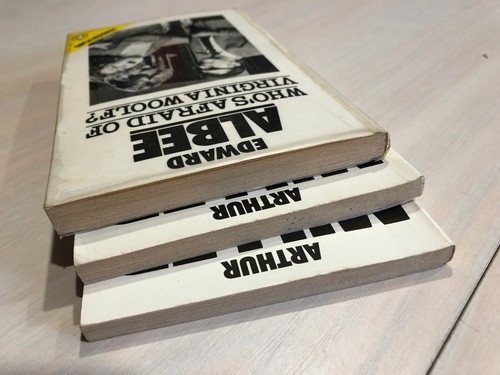 EDWARD
ALBEE
WHO'S AFRAID OF
VIRGINIA WOOLF?
ARTHUR
ARTHUR